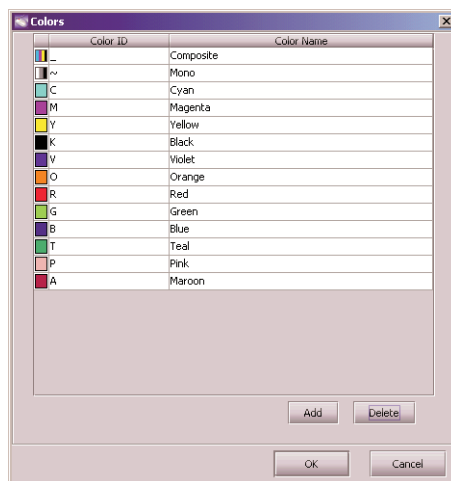 Colors
Color ID Color Name
_ Composite
~ Mono
C Cyan
M Magenta
Y Yellow
K Black
V Violet
O Orange
R Red
G Green
B Blue
T Teal
P Pink
A Maroon
Add Delete
OK Cancel